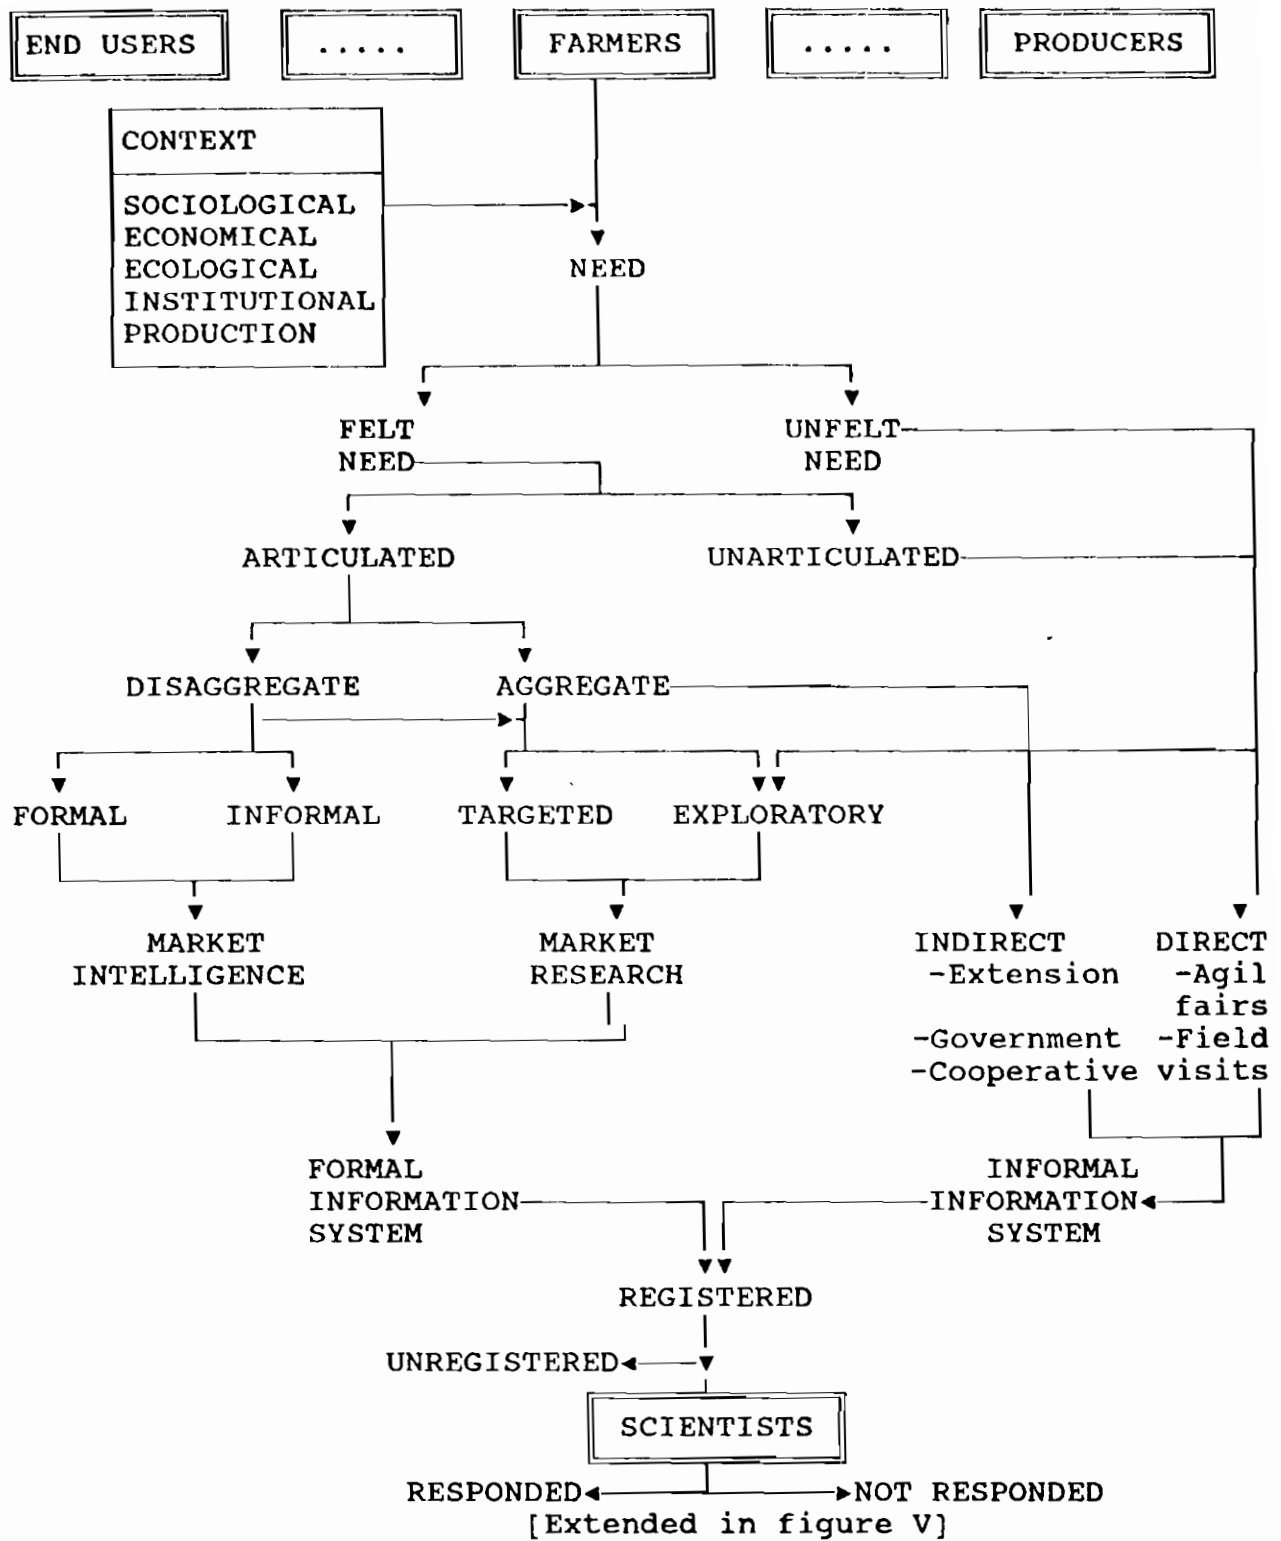 END USERS ..... FARMERS ..... PRODUCERS
CONTEXT
SOCIOLOGICAL
ECONOMICAL
ECOLOGICAL
INSTITUTIONAL
PRODUCTION
NEED
FELT NEED
UNFELT NEED
ARTICULATED UNARTICULATED
DISAGGREGATE AGGREGATE
FORMAL INFORMAL TARGETED EXPLORATORY
MARKET INTELLIGENCE
MARKET RESEARCH
INDIRECT
-Extension
-Government
-Cooperative
DIRECT
-Agil
fairs
-Field
visits
FORMAL
INFORMATION
SYSTEM
INFORMAL
INFORMATION
SYSTEM
REGISTERED
UNREGISTERED
SCIENTISTS
RESPONDED NOT RESPONDED
[Extended in figure V]